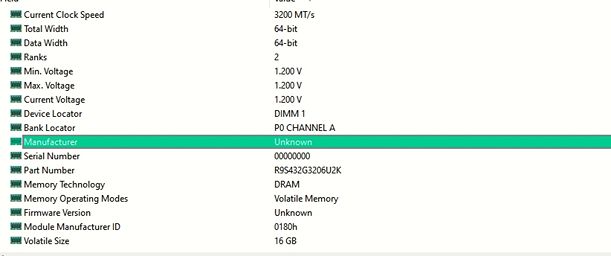 Current Clock Speed 3200 MT/s
Total Width 64-bit
Data Width 64-bit
Ranks 2
Min. Voltage 1.200 V
Max. Voltage 1.200 V
Current Voltage 1.200 V
Device Locator DIMM 1
Bank Locator P0 CHANNEL A
Manufacturer Unknown
Serial Number 00000000
Part Number R9S432G3206U2K
Memory Technology DRAM
Memory Operating Modes Volatile Memory
Firmware Version Unknown
Module Manufacturer ID 0180h
Volatile Size 16 GB